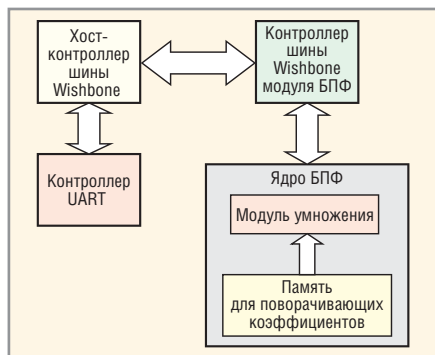 Хост-
контроллер
шины
Wishbone
Контроллер
шины
Wishbone
модуля БПФ
Контроллер
UART
Ядро БПФ
Модуль умножения
Память
для поворачивающих
коэффициентов